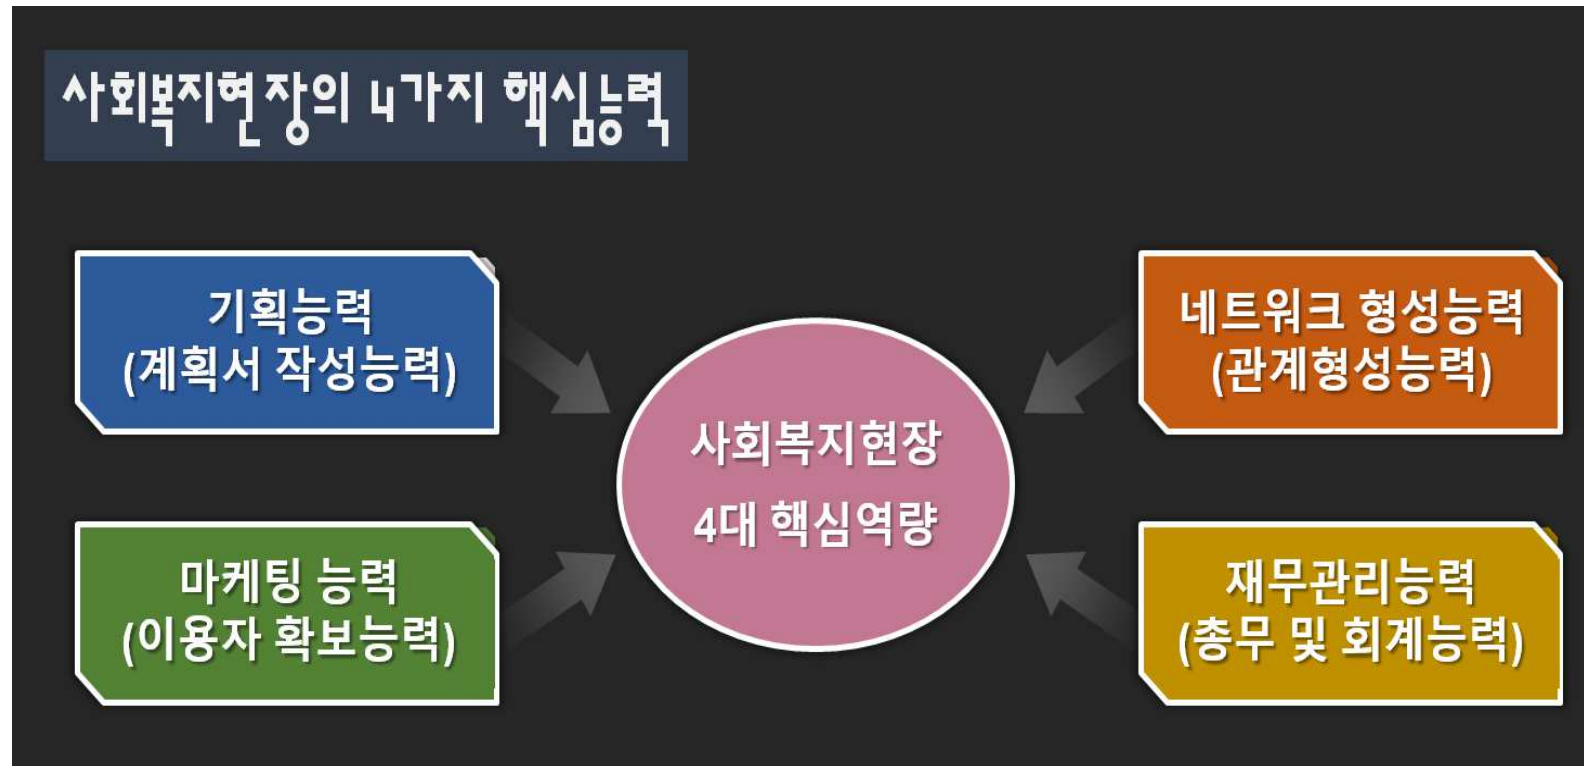 사회복지현장의 4가지 핵심능력
기획능력
(계획서 작성능력)
네트워크 형성능력
(관계형성능력)
사회복지현장
4대 핵심역량
마케팅 능력
(이용자 확보능력)
재무관리능력
(총무 및 회계능력)